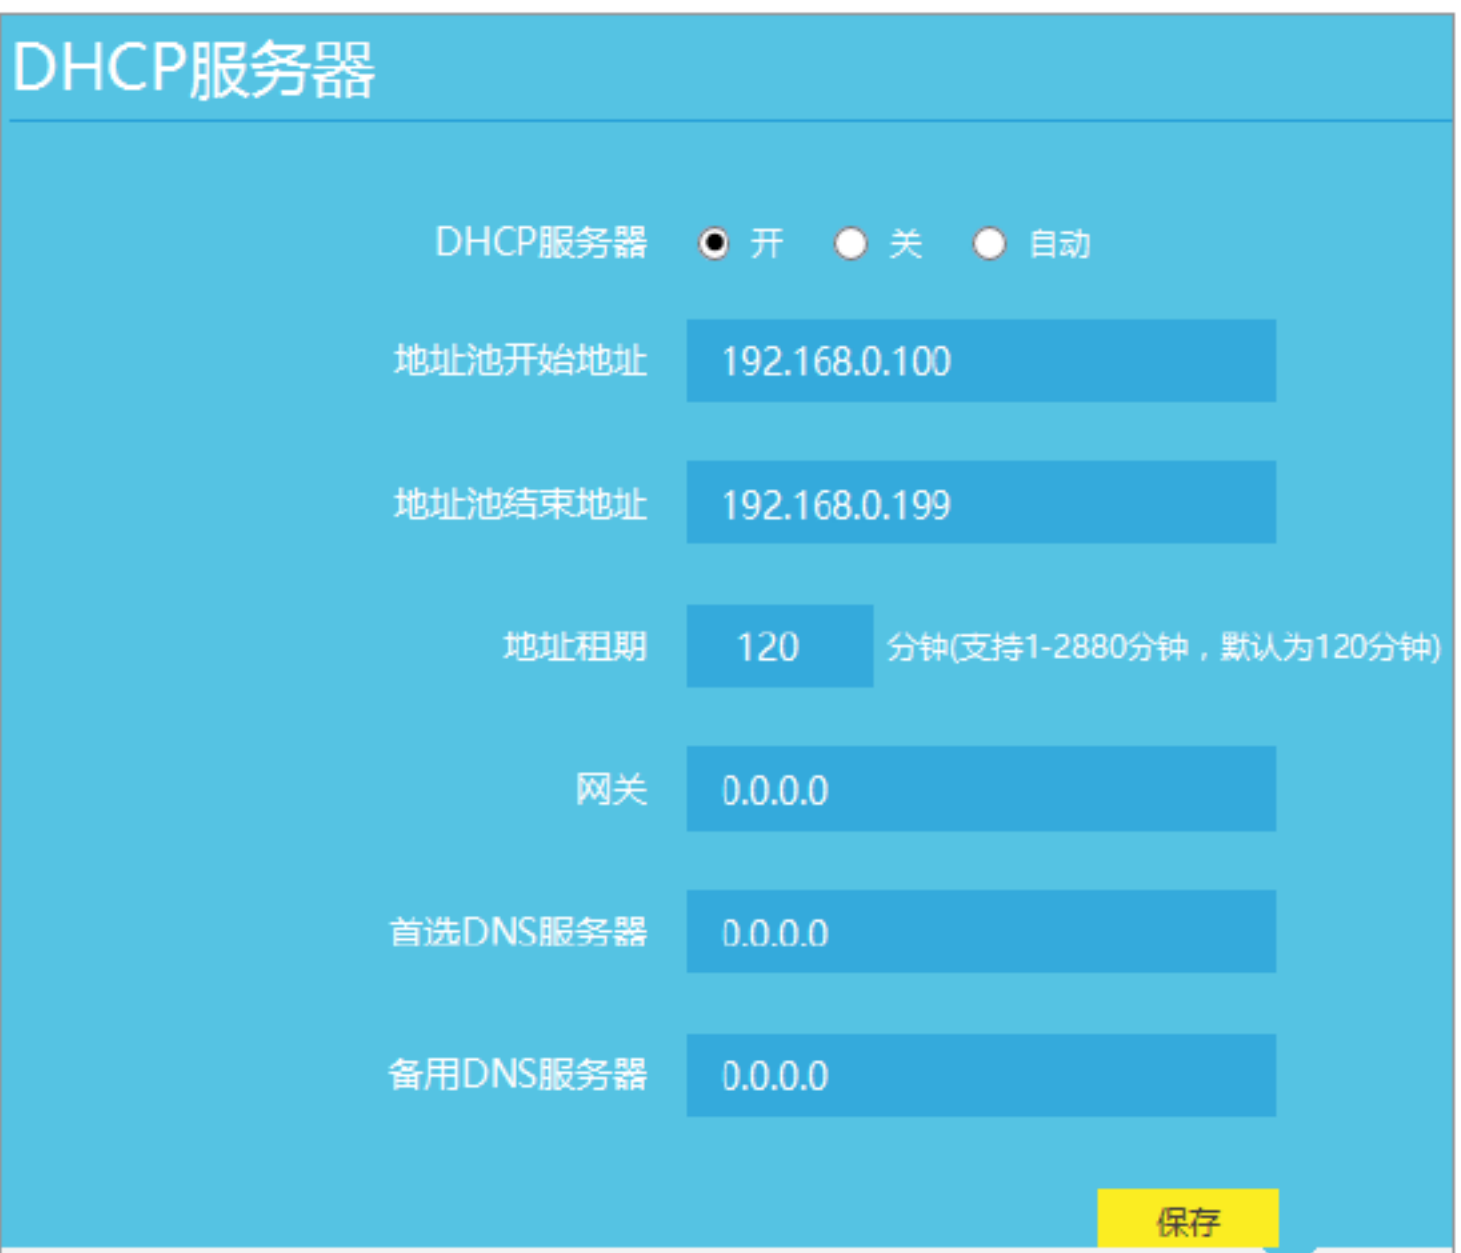 DHCP服务器
DHCP服务器 开 关 自动
地址池开始地址 192.168.0.100
地址池结束地址 192.168.0.199
地址租期 120 分钟(支持1-2880分钟，默认为120分钟)
网关 0.0.0.0
首选DNS服务器 0.0.0.0
备用DNS服务器 0.0.0.0
保存